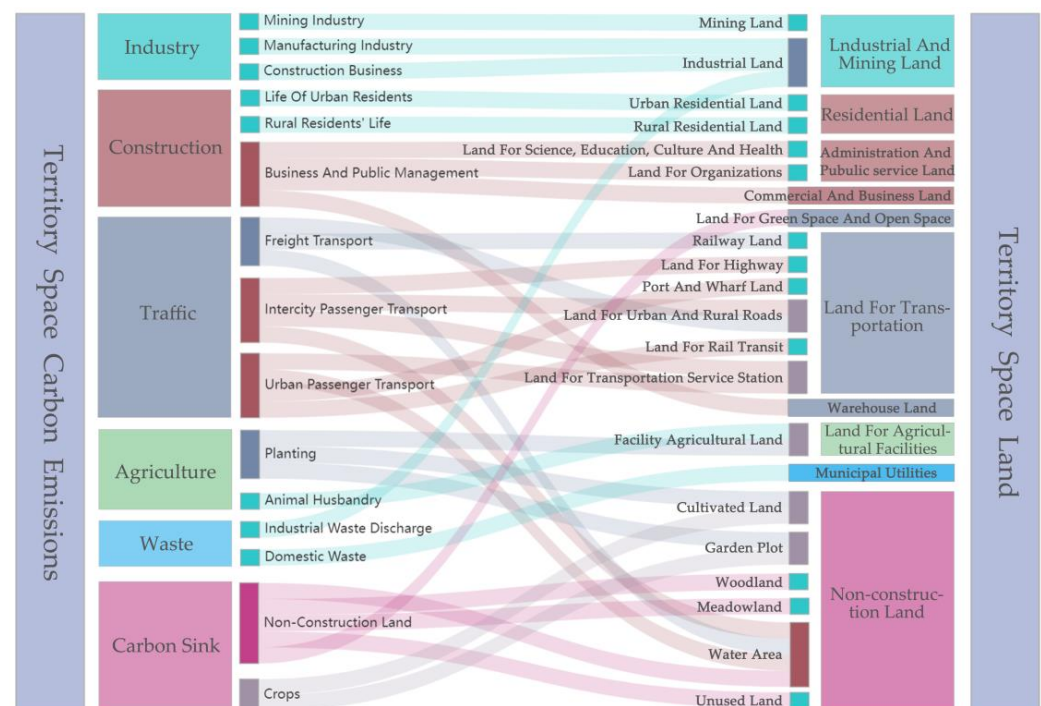 Territory Space Carbon Emissions
Industry
Construction
Traffic
Agriculture
Waste
Carbon Sink
Mining Industry
Manufacturing Industry
Construction Business
Life Of Urban Residents
Rural Residents' Life
Business And Public Management
Freight Transport
Intercity Passenger Transport
Urban Passenger Transport
Planting
Animal Husbandry
Industrial Waste Discharge
Domestic Waste
Non-Construction Land
Crops
Mining Land
Industrial Land
Urban Residential Land
Rural Residential Land
Land For Science, Education, Culture And Health
Land For Organizations
Commercial And Business Land
Land For Green Space And Open Space
Railway Land
Land For Highway
Port And Wharf Land
Land For Urban And Rural Roads
Land For Rail Transit
Land For Transportation Service Station
Warehouse Land
Facility Agricultural Land
Municipal Utilities
Cultivated Land
Garden Plot
Woodland
Meadowland
Water Area
Unused Land
Lndustrial And
Mining Land
Residential Land
Administration And
Pubulic service Land
Land For Trans-
portation
Land For Agricul-
tural Facilities
Non-construc-
tion Land
Territory Space Land